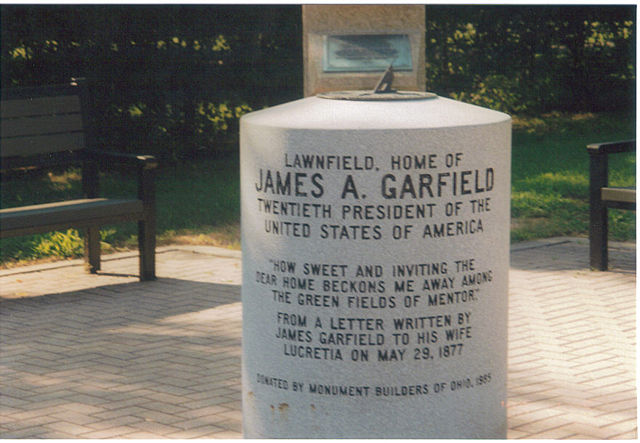 LAWNFIELD, HOME OF
JAMES A. GARFIELD
TWENTIETH PRESIDENT OF THE
UNITED STATES OF AMERICA
"HOW SWEET AND INVITING THE
DEAR HOME BECKONS ME AWAY AMONG
THE GREEN FIELDS OF MENTOR."
FROM A LETTER WRITTEN BY
JAMES GARFIELD TO HIS WIFE
LUCRETIA ON MAY 29, 1877
DONATED BY MONUMENT BUILDERS OF OHIO, 1985